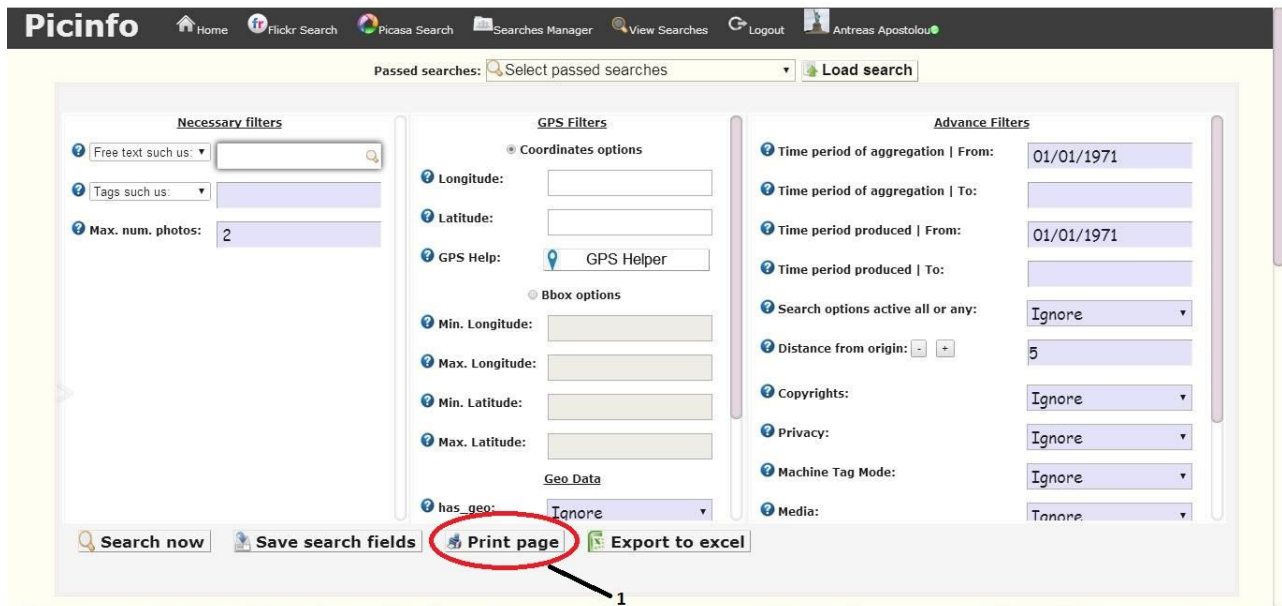 Picinfo Home Flickr Search Picasa Search Searches Manager View Searches Logout Antreas Apostolou
Passed searches: Select passed searches Load search
Necessary filters
Free text such us:
Tags such us:
Max. num. photos: 2
GPS Filters
Coordinates options
Longitude:
Latitude:
GPS Help: GPS Helper
Bbox options
Min. Longitude:
Max. Longitude:
Min. Latitude:
Max. Latitude:
Geo Data
has_geo: Ignore
Advance Filters
Time period of aggregation | From: 01/01/1971
Time period of aggregation | To:
Time period produced | From: 01/01/1971
Time period produced | To:
Search options active all or any: Ignore
Distance from origin: - + 5
Copyrights: Ignore
Privacy: Ignore
Machine Tag Mode: Ignore
Media: Ignore
Search now Save search fields Print page Export to excel
1